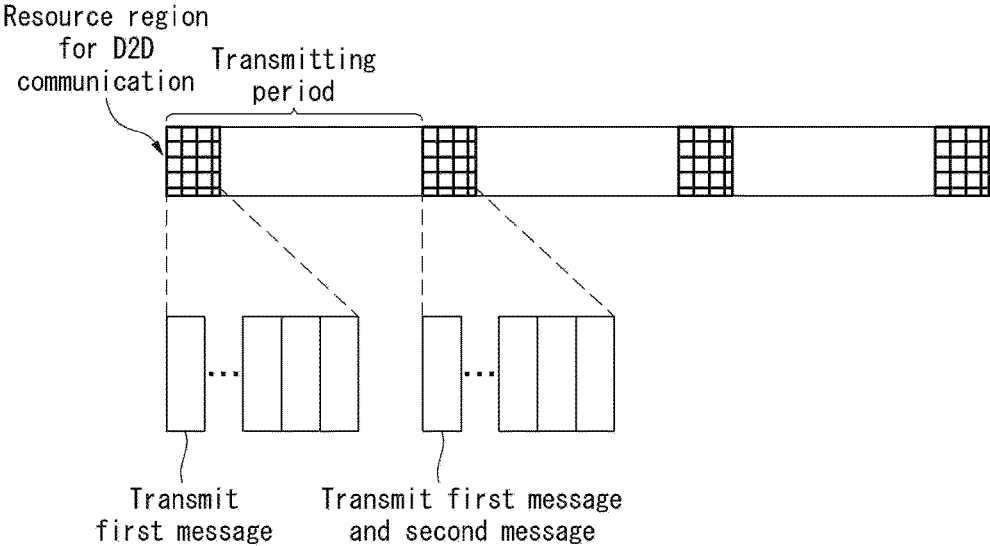 Resource region
for D2D
communication
Transmitting
period
Transmit
first message
Transmit first message
and second message